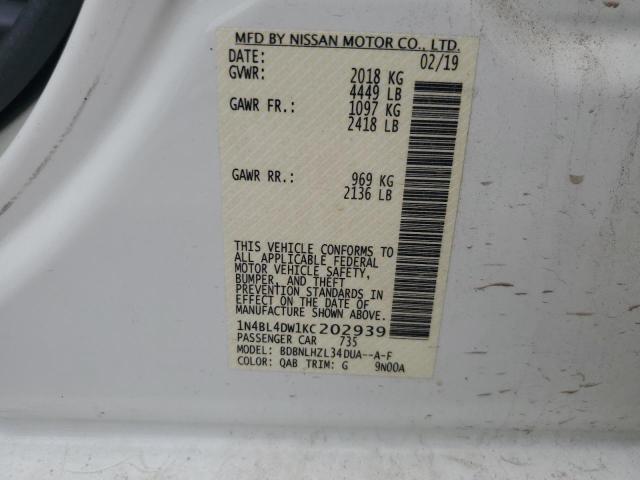 MFD BY NISSAN MOTOR CO., LTD.
DATE: 02/19
GVWR: 2018 KG
4449 LB
GAWR FR.: 1097 KG
2418 LB
GAWR RR.: 969 KG
2136 LB
THIS VEHICLE CONFORMS TO
ALL APPLICABLE FEDERAL
MOTOR VEHICLE SAFETY,
BUMPER, AND THEFT
PREVENTION STANDARDS IN
EFFECT ON THE DATE OF
MANUFACTURE SHOWN ABOVE.
1N4BL4DW1KC202939
PASSENGER CAR 735
MODEL: BDBNLHZL34DUA--A-F
COLOR: QAB TRIM: G 9N00A